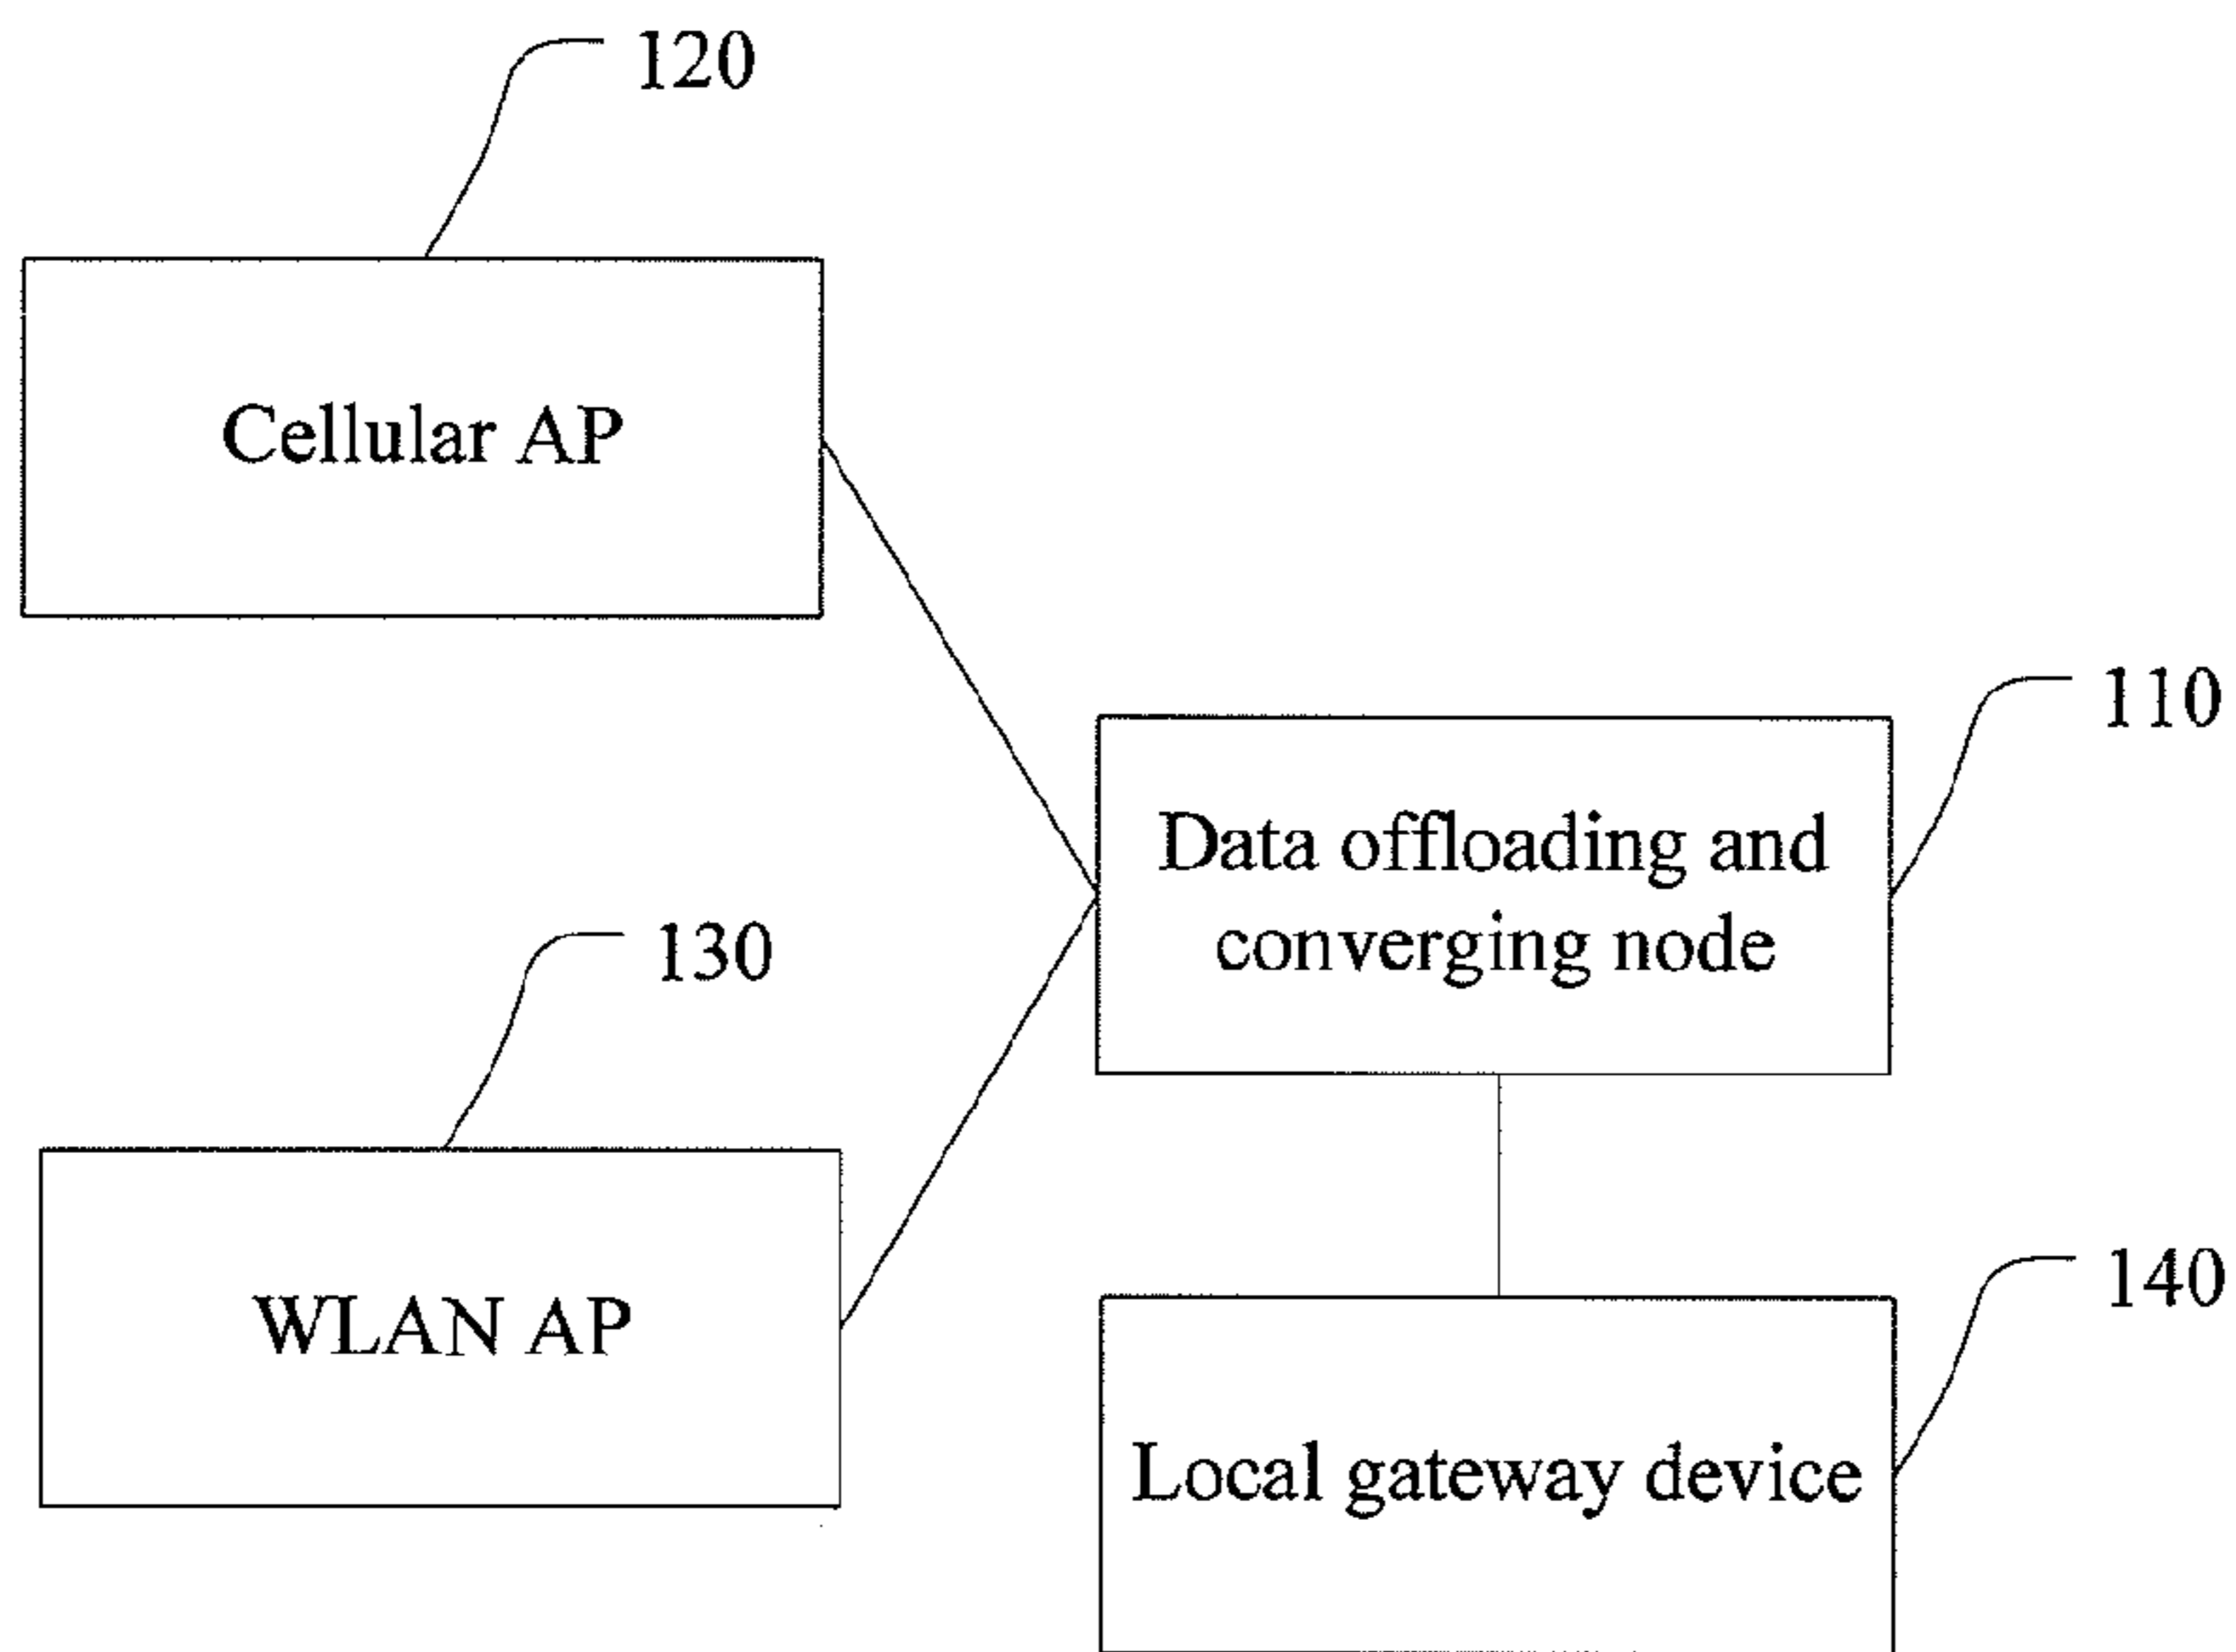 120
Cellular AP
110
Data offloading and
converging node
130
WLAN AP
140
Local gateway device